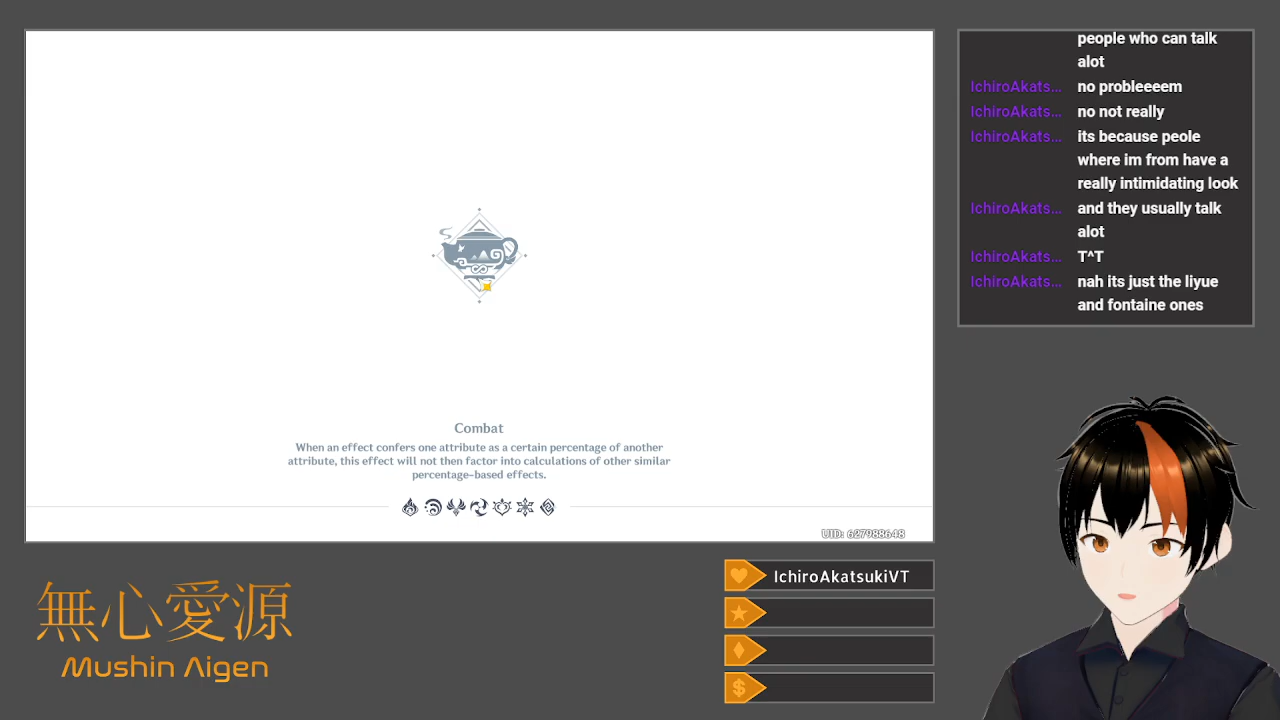 people who can talk
alot
IchiroAkats... no probleeeem
IchiroAkats... no not really
IchiroAkats... its because peole
where im from have a
really intimidating look
IchiroAkats... and they usually talk
alot
IchiroAkats... T^T
IchiroAkats... nah its just the liyue
and fontaine ones
Combat
When an effect confers one attribute as a certain percentage of another
attribute, this effect will not then factor into calculations of other similar
percentage-based effects.
UID: 627988648
無心愛源
Mushin Aigen
IchiroAkatsukiVT